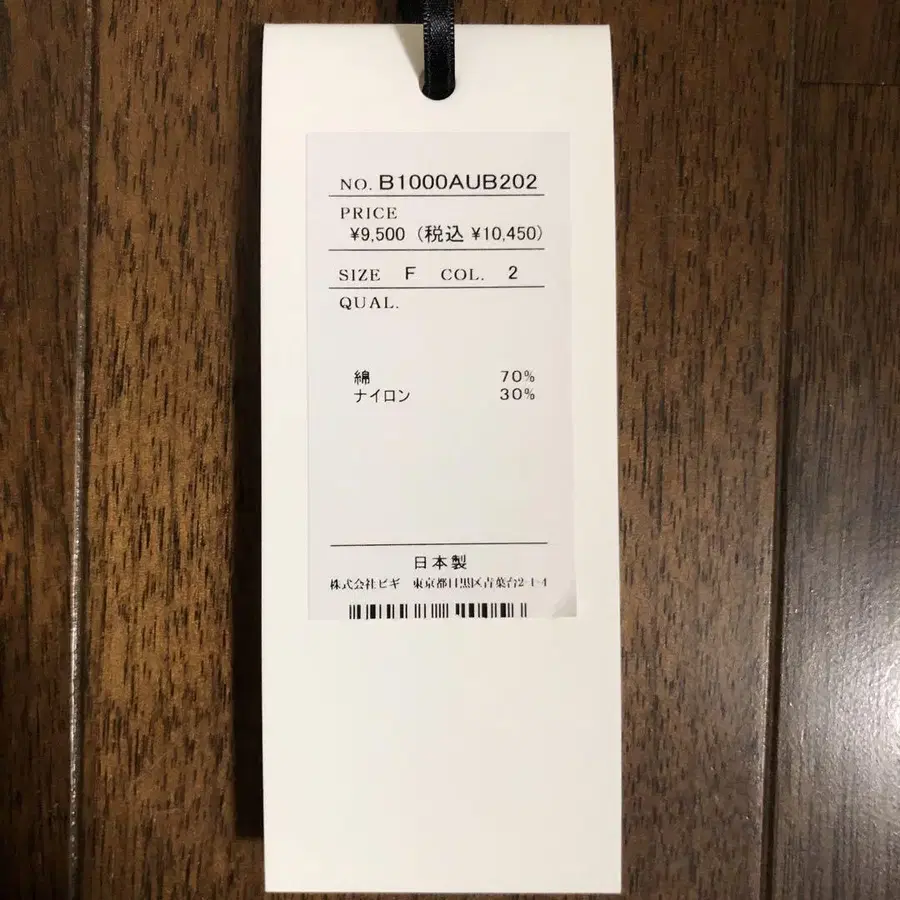 NO. B1000AUB202
PRICE
¥9,500 (税込 ¥10,450)
SIZE F COL. 2
QUAL.
綿 70%
ナイロン 30%
日本製
株式会社ビギ 東京都目黒区青葉台2-1-4